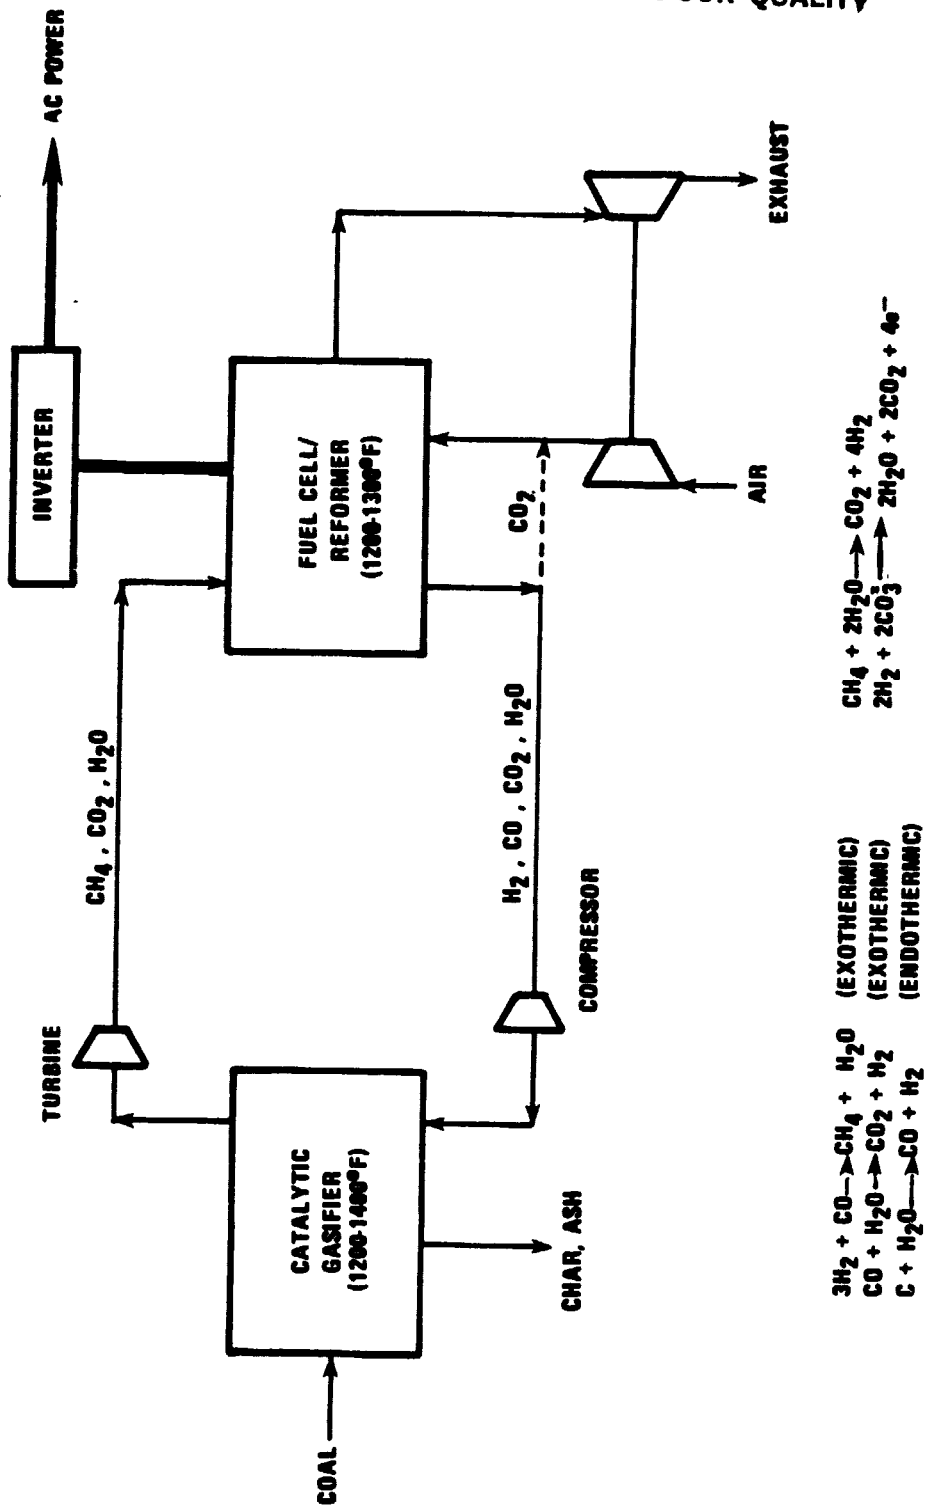 QUALITY
AC POWER
INVERTER
FUEL CELL/
REFORMER
(1200-1300°F)
EXHAUST
AIR
CO₂
CH₄, CO₂, H₂O
H₂, CO, CO₂, H₂O
TURBINE
COMPRESSOR
CATALYTIC
GASIFIER
(1200-1400°F)
COAL
CHAR, ASH
3H₂ + CO→CH₄ + H₂O (EXOTHERMIC)
CO + H₂O→CO₂ + H₂ (EXOTHERMIC)
C + H₂O→CO + H₂ (ENDOTHERMIC)
CH₄ + 2H₂O→CO₂ + 4H₂
2H₂ + 2CO₃⁼→2H₂O + 2CO₂ + 4e⁻